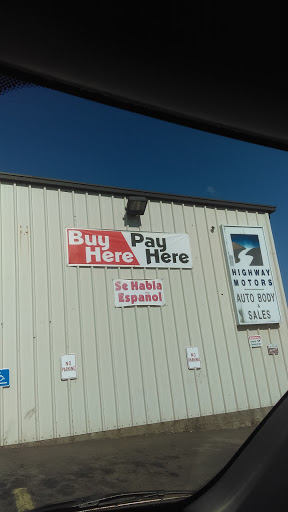 Buy
Here
Pay
Here
Se Habla
Español
HIGHWAY
MOTORS
AUTO BODY
&
SALES
NO
PARKING
NO
PARKING